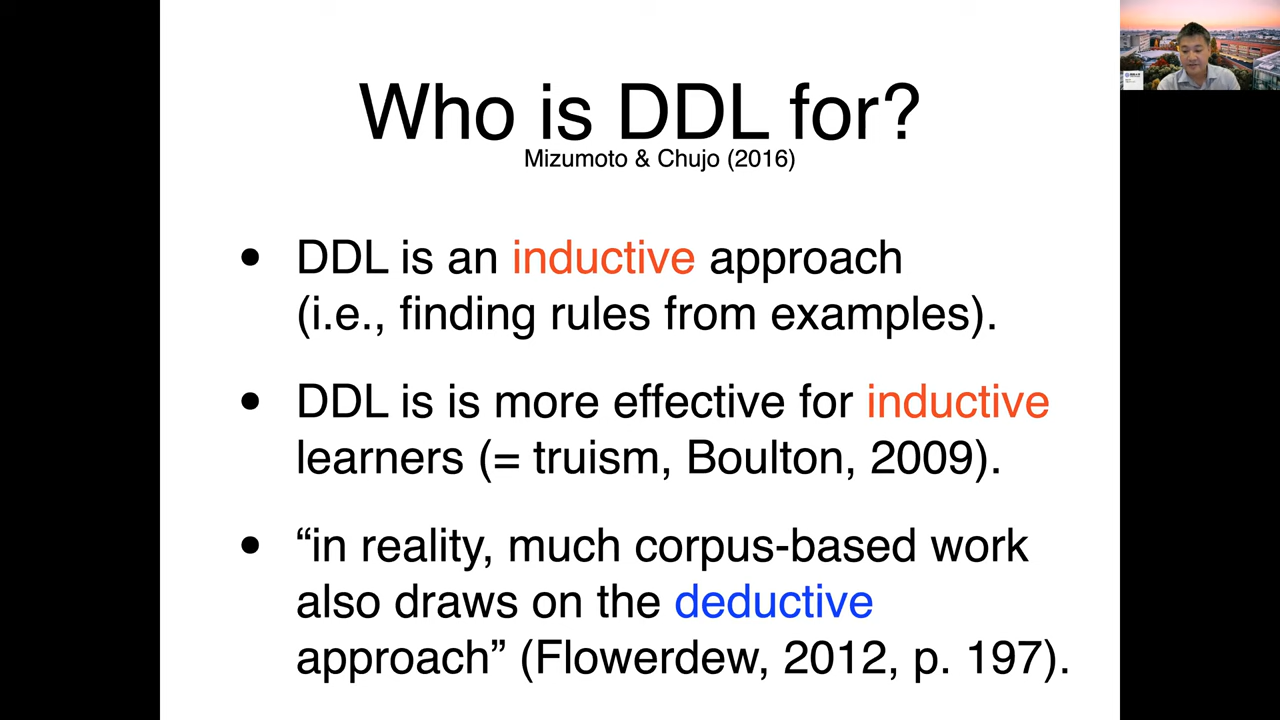 Who is DDL for?
Mizumoto & Chujo (2016)
• DDL is an inductive approach
(i.e., finding rules from examples).
• DDL is is more effective for inductive
learners (= truism, Boulton, 2009).
• “in reality, much corpus-based work
also draws on the deductive
approach” (Flowerdew, 2012, p. 197).